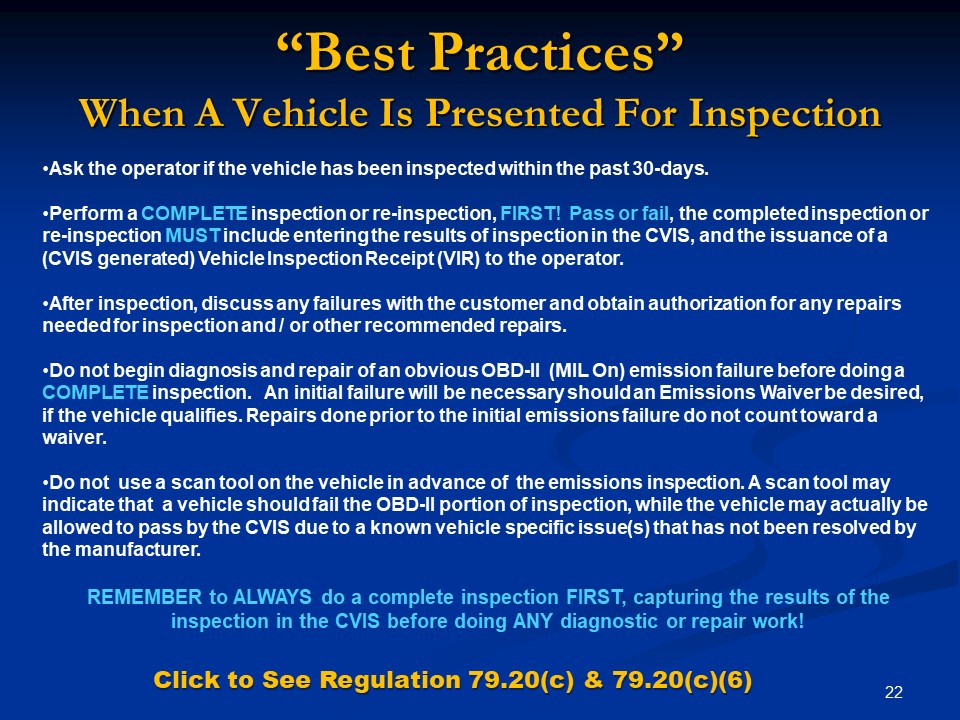 “Best Practices”
When A Vehicle Is Presented For Inspection
•Ask the operator if the vehicle has been inspected within the past 30-days.
•Perform a COMPLETE inspection or re-inspection, FIRST! Pass or fail, the completed inspection or
re-inspection MUST include entering the results of inspection in the CVIS, and the issuance of a
(CVIS generated) Vehicle Inspection Receipt (VIR) to the operator.
•After inspection, discuss any failures with the customer and obtain authorization for any repairs
needed for inspection and / or other recommended repairs.
•Do not begin diagnosis and repair of an obvious OBD-II (MIL On) emission failure before doing a
COMPLETE inspection. An initial failure will be necessary should an Emissions Waiver be desired,
if the vehicle qualifies. Repairs done prior to the initial emissions failure do not count toward a
waiver.
•Do not use a scan tool on the vehicle in advance of the emissions inspection. A scan tool may
indicate that a vehicle should fail the OBD-II portion of inspection, while the vehicle may actually be
allowed to pass by the CVIS due to a known vehicle specific issue(s) that has not been resolved by
the manufacturer.
REMEMBER to ALWAYS do a complete inspection FIRST, capturing the results of the
inspection in the CVIS before doing ANY diagnostic or repair work!
Click to See Regulation 79.20(c) & 79.20(c)(6)
22